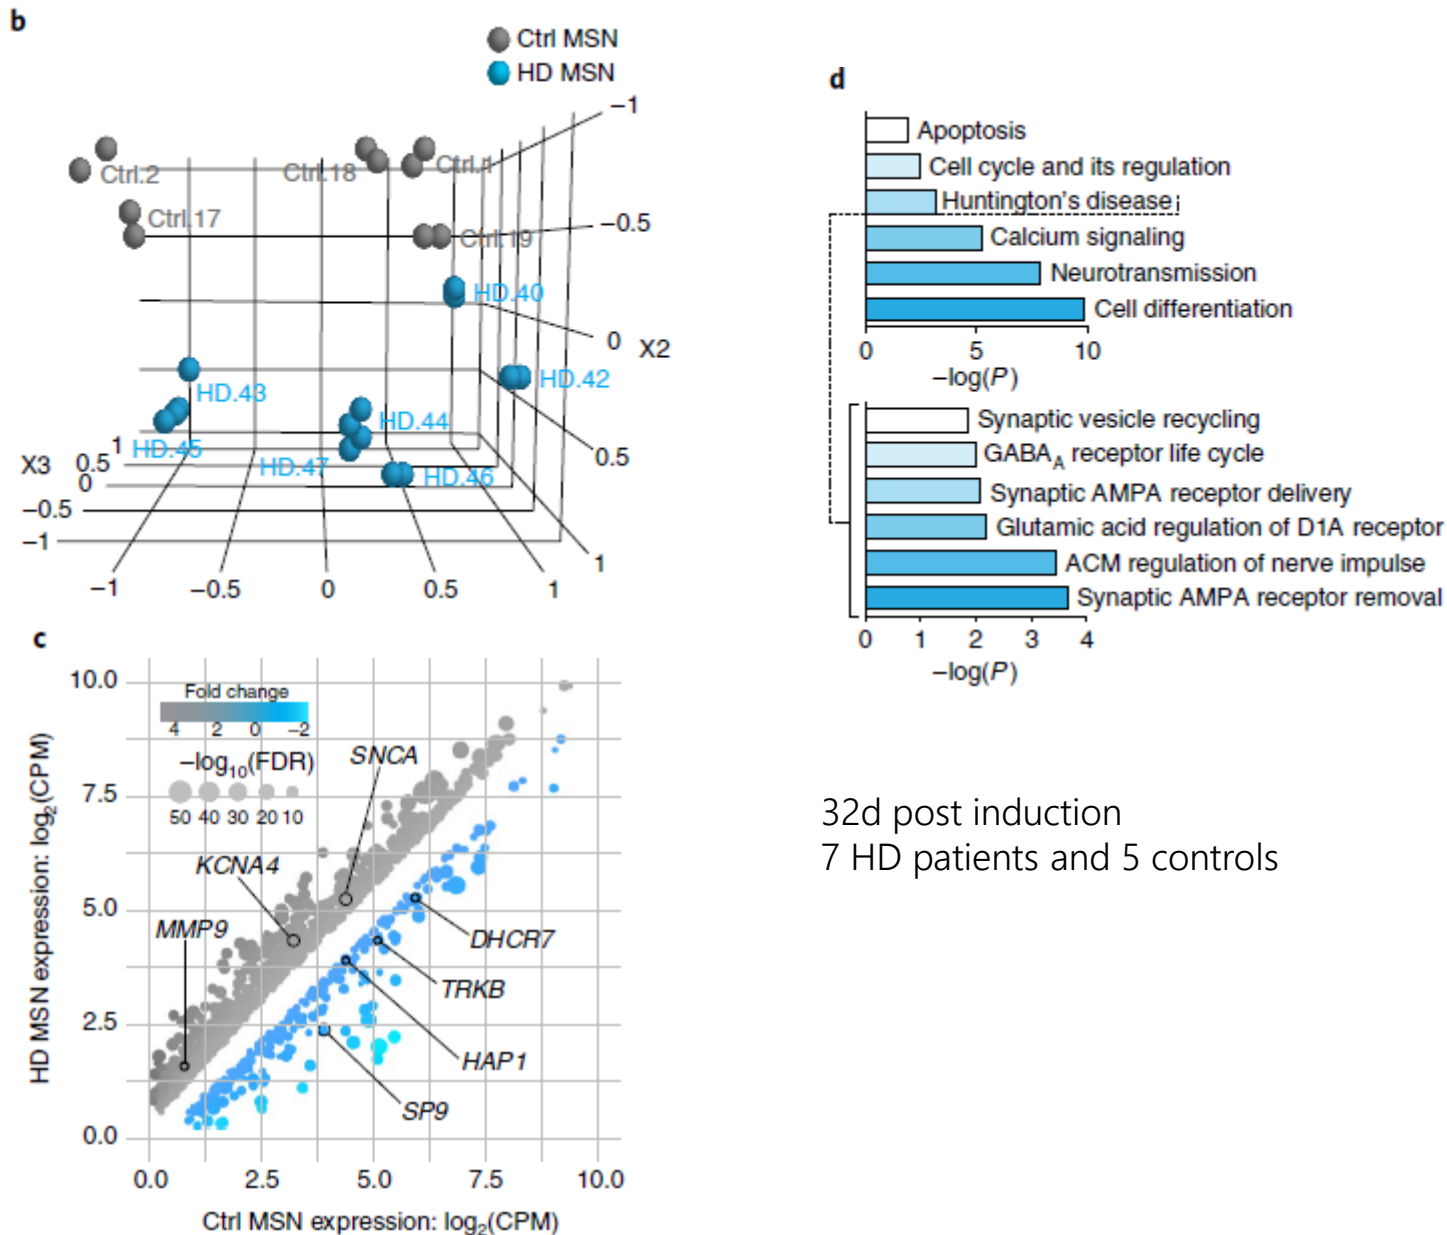 b
Ctrl MSN
HD MSN
−1
Ctrl.2
Ctrl.18
Ctrl.1
Ctrl.17
−0.5
Ctrl.19
HD.40
0
X2
HD.42
HD.43
HD.44
0.5
HD.45
HD.47
HD.46
X3
1
0.5
0
−0.5
−1
1
−1
−0.5
0
0.5
1
c
10.0
7.5
5.0
2.5
0.0
HD MSN expression: log2(CPM)
Fold change
4 2 0 −2
−log10(FDR)
50 40 30 20 10
SNCA
KCNA4
MMP9
DHCR7
TRKB
HAP1
SP9
0.0 2.5 5.0 7.5 10.0
Ctrl MSN expression: log2(CPM)
d
Apoptosis
Cell cycle and its regulation
Huntington's disease
Calcium signaling
Neurotransmission
Cell differentiation
0 5 10
−log(P)
Synaptic vesicle recycling
GABAA receptor life cycle
Synaptic AMPA receptor delivery
Glutamic acid regulation of D1A receptor
ACM regulation of nerve impulse
Synaptic AMPA receptor removal
0 1 2 3 4
−log(P)
32d post induction
7 HD patients and 5 controls